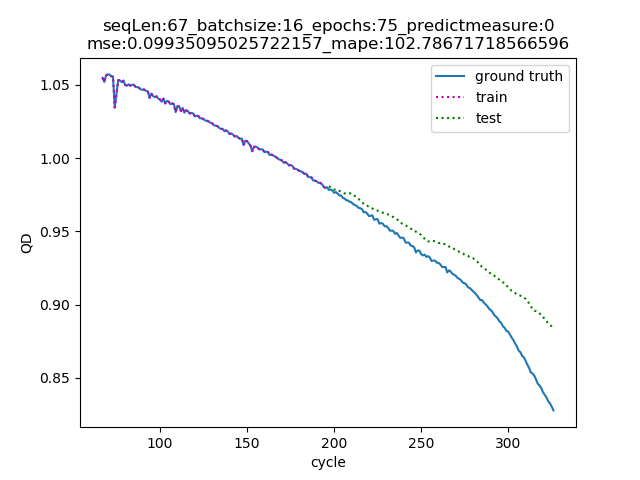 seqLen:67_batchsize:16_epochs:75_predictmeasure:0
mse:0.09935095025722157_mape:102.78671718566596
ground truth
train
test
1.05
1.00
0.95
0.90
0.85
QD
100 150 200 250 300
cycle